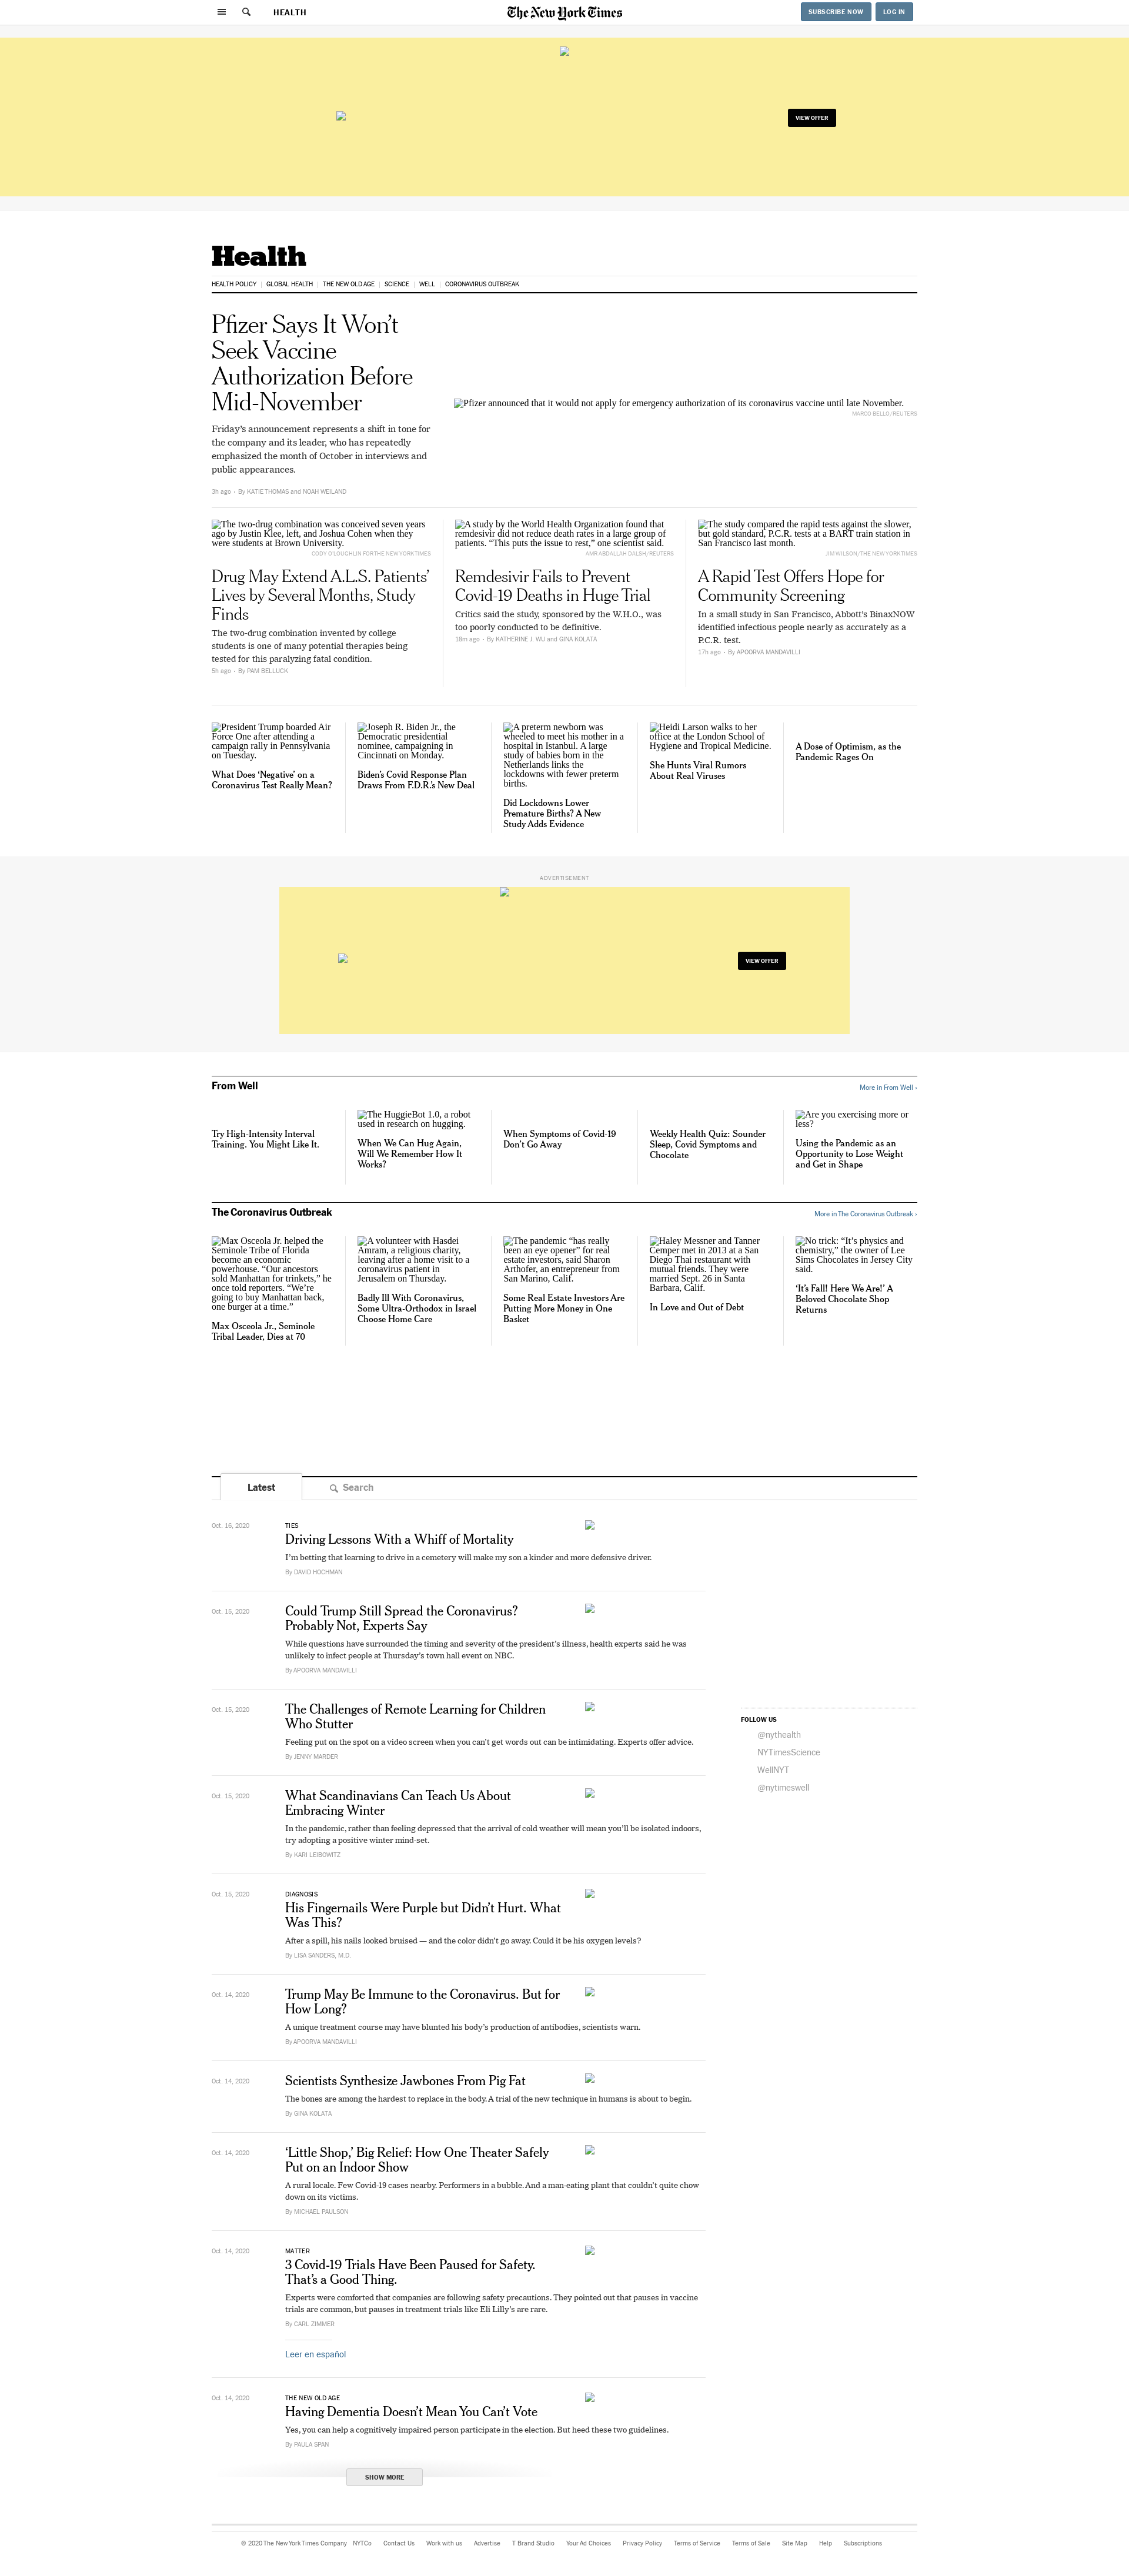 HEALTH
The New York Times
SUBSCRIBE NOW
LOG IN
VIEW OFFER
Health
HEALTH POLICY
GLOBAL HEALTH
THE NEW OLD AGE
SCIENCE
WELL
CORONAVIRUS OUTBREAK
Pfizer Says It Won’t
Seek Vaccine
Authorization Before
Mid-November
Friday’s announcement represents a shift in tone for
the company and its leader, who has repeatedly
emphasized the month of October in interviews and
public appearances.
3h ago • By KATIE THOMAS and NOAH WEILAND
Pfizer announced that it would not apply for emergency authorization of its coronavirus vaccine until late November.
MARCO BELLO/REUTERS
The two-drug combination was conceived seven years
ago by Justin Klee, left, and Joshua Cohen when they
were students at Brown University.
CODY O’LOUGHLIN FOR THE NEW YORK TIMES
Drug May Extend A.L.S. Patients’
Lives by Several Months, Study
Finds
The two-drug combination invented by college
students is one of many potential therapies being
tested for this paralyzing fatal condition.
5h ago • By PAM BELLUCK
A study by the World Health Organization found that
remdesivir did not reduce death rates in a large group of
patients. “This puts the issue to rest,” one scientist said.
AMR ABDALLAH DALSH/REUTERS
Remdesivir Fails to Prevent
Covid-19 Deaths in Huge Trial
Critics said the study, sponsored by the W.H.O., was
too poorly conducted to be definitive.
18m ago • By KATHERINE J. WU and GINA KOLATA
The study compared the rapid tests against the slower,
but gold standard, P.C.R. tests at a BART train station in
San Francisco last month.
JIM WILSON/THE NEW YORK TIMES
A Rapid Test Offers Hope for
Community Screening
In a small study in San Francisco, Abbott’s BinaxNOW
identified infectious people nearly as accurately as a
P.C.R. test.
17h ago • By APOORVA MANDAVILLI
President Trump boarded Air
Force One after attending a
campaign rally in Pennsylvania
on Tuesday.
What Does ‘Negative’ on a
Coronavirus Test Really Mean?
Joseph R. Biden Jr., the
Democratic presidential
nominee, campaigning in
Cincinnati on Monday.
Biden’s Covid Response Plan
Draws From F.D.R.’s New Deal
A preterm newborn was
wheeled to meet his mother in a
hospital in Istanbul. A large
study of babies born in the
Netherlands links the
lockdowns with fewer preterm
births.
Did Lockdowns Lower
Premature Births? A New
Study Adds Evidence
Heidi Larson walks to her
office at the London School of
Hygiene and Tropical Medicine.
She Hunts Viral Rumors
About Real Viruses
A Dose of Optimism, as the
Pandemic Rages On
ADVERTISEMENT
VIEW OFFER
From Well
More in From Well ›
Try High-Intensity Interval
Training. You Might Like It.
The HuggieBot 1.0, a robot
used in research on hugging.
When We Can Hug Again,
Will We Remember How It
Works?
When Symptoms of Covid-19
Don’t Go Away
Weekly Health Quiz: Sounder
Sleep, Covid Symptoms and
Chocolate
Are you exercising more or
less?
Using the Pandemic as an
Opportunity to Lose Weight
and Get in Shape
The Coronavirus Outbreak
More in The Coronavirus Outbreak ›
Max Osceola Jr. helped the
Seminole Tribe of Florida
become an economic
powerhouse. “Our ancestors
sold Manhattan for trinkets,” he
once told reporters. “We’re
going to buy Manhattan back,
one burger at a time.”
Max Osceola Jr., Seminole
Tribal Leader, Dies at 70
A volunteer with Hasdei
Amram, a religious charity,
leaving after a home visit to a
coronavirus patient in
Jerusalem on Thursday.
Badly Ill With Coronavirus,
Some Ultra-Orthodox in Israel
Choose Home Care
The pandemic “has really
been an eye opener” for real
estate investors, said Sharon
Arthofer, an entrepreneur from
San Marino, Calif.
Some Real Estate Investors Are
Putting More Money in One
Basket
Haley Messner and Tanner
Cemper met in 2013 at a San
Diego Thai restaurant with
mutual friends. They were
married Sept. 26 in Santa
Barbara, Calif.
In Love and Out of Debt
No trick: “It’s physics and
chemistry,” the owner of Lee
Sims Chocolates in Jersey City
said.
‘It’s Fall! Here We Are!’ A
Beloved Chocolate Shop
Returns
Latest
Search
Oct. 16, 2020
TIES
Driving Lessons With a Whiff of Mortality
I’m betting that learning to drive in a cemetery will make my son a kinder and more defensive driver.
By DAVID HOCHMAN
Oct. 15, 2020
Could Trump Still Spread the Coronavirus?
Probably Not, Experts Say
While questions have surrounded the timing and severity of the president’s illness, health experts said he was
unlikely to infect people at Thursday’s town hall event on NBC.
By APOORVA MANDAVILLI
Oct. 15, 2020
The Challenges of Remote Learning for Children
Who Stutter
Feeling put on the spot on a video screen when you can’t get words out can be intimidating. Experts offer advice.
By JENNY MARDER
Oct. 15, 2020
What Scandinavians Can Teach Us About
Embracing Winter
In the pandemic, rather than feeling depressed that the arrival of cold weather will mean you’ll be isolated indoors,
try adopting a positive winter mind-set.
By KARI LEIBOWITZ
Oct. 15, 2020
DIAGNOSIS
His Fingernails Were Purple but Didn’t Hurt. What
Was This?
After a spill, his nails looked bruised — and the color didn’t go away. Could it be his oxygen levels?
By LISA SANDERS, M.D.
Oct. 14, 2020
Trump May Be Immune to the Coronavirus. But for
How Long?
A unique treatment course may have blunted his body’s production of antibodies, scientists warn.
By APOORVA MANDAVILLI
Oct. 14, 2020
Scientists Synthesize Jawbones From Pig Fat
The bones are among the hardest to replace in the body. A trial of the new technique in humans is about to begin.
By GINA KOLATA
Oct. 14, 2020
‘Little Shop,’ Big Relief: How One Theater Safely
Put on an Indoor Show
A rural locale. Few Covid-19 cases nearby. Performers in a bubble. And a man-eating plant that couldn’t quite chow
down on its victims.
By MICHAEL PAULSON
Oct. 14, 2020
MATTER
3 Covid-19 Trials Have Been Paused for Safety.
That’s a Good Thing.
Experts were comforted that companies are following safety precautions. They pointed out that pauses in vaccine
trials are common, but pauses in treatment trials like Eli Lilly’s are rare.
By CARL ZIMMER
Leer en español
Oct. 14, 2020
THE NEW OLD AGE
Having Dementia Doesn’t Mean You Can’t Vote
Yes, you can help a cognitively impaired person participate in the election. But heed these two guidelines.
By PAULA SPAN
SHOW MORE
FOLLOW US
@nythealth
NYTimesScience
WellNYT
@nytimeswell
© 2020 The New York Times Company
NYTCo
Contact Us
Work with us
Advertise
T Brand Studio
Your Ad Choices
Privacy Policy
Terms of Service
Terms of Sale
Site Map
Help
Subscriptions